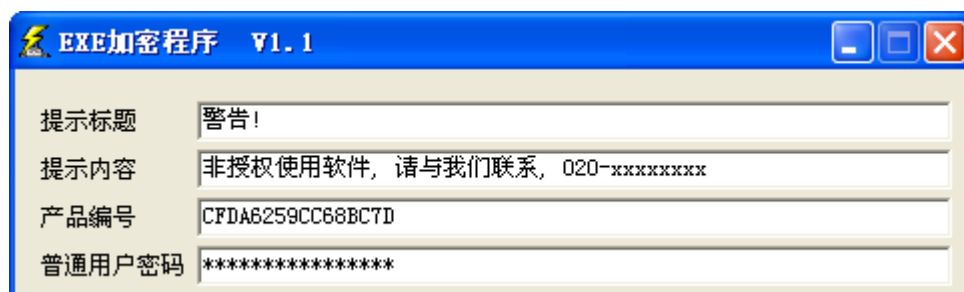 EXE加密程序 V1.1
提示标题 警告!
提示内容 非授权使用软件, 请与我们联系, 020-xxxxxxxx
产品编号 CFDA6259CC68BC7D
普通用户密码 ****************